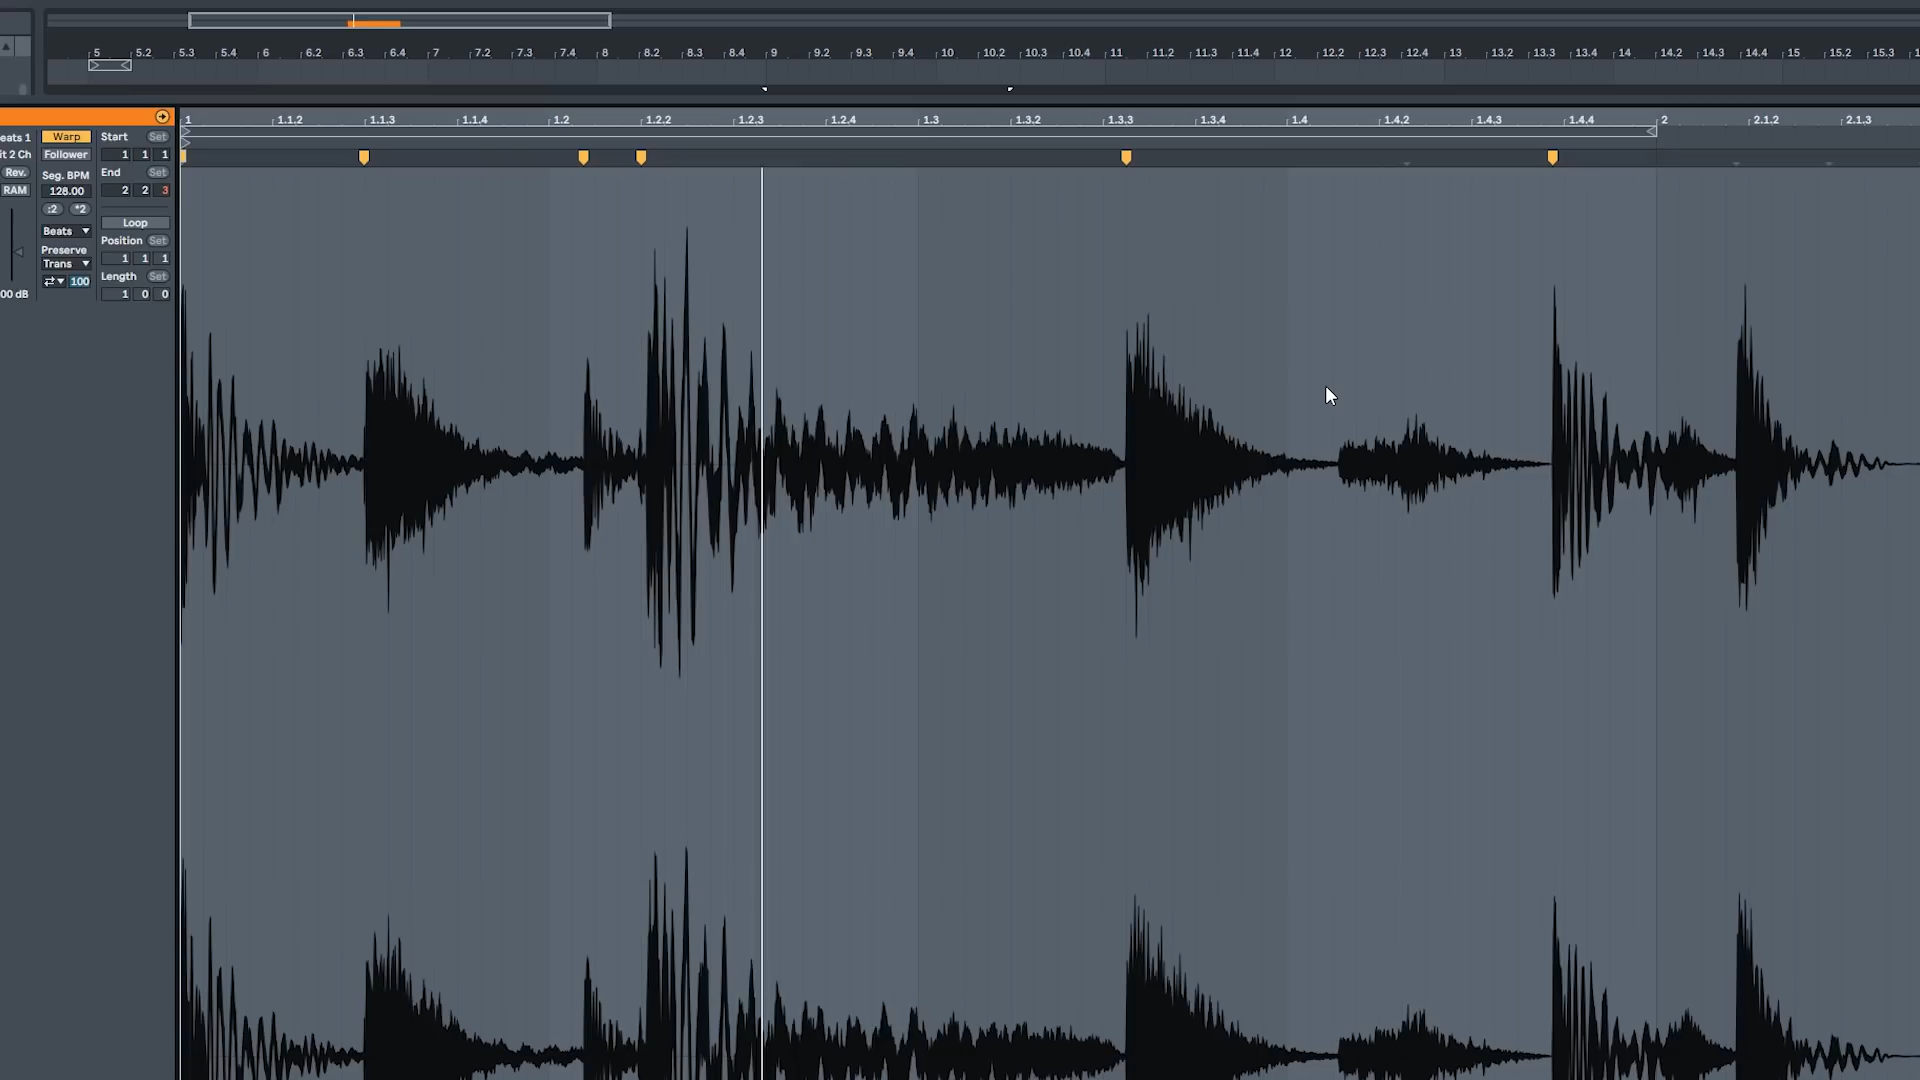 5 5.2 5.3 5.4 6 6.2 6.3 6.4 7 7.2 7.3 7.4 8 8.2 8.3 8.4 9 9.2 9.3 9.4 10 10.2 10.3 10.4 11 11.2 11.3 11.4 12 12.2 12.3 12.4 13 13.2 13.3 13.4 14 14.2 14.3 14.4 15 15.2 15.3
1 1.1.2 1.1.3 1.1.4 1.2 1.2.2 1.2.3 1.2.4 1.3 1.3.2 1.3.3 1.3.4 1.4 1.4.2 1.4.3 1.4.4 2 2.1.2 2.1.3
eats 1 Warp Start Set
it 2 Ch Follower 1 1 1
Rev. Seg. BPM End Set
RAM 128.00 2 2 3
:2 *2
Beats Loop
Preserve Position Set
Trans 1 1 1
100 Length Set
00 dB 1 0 0